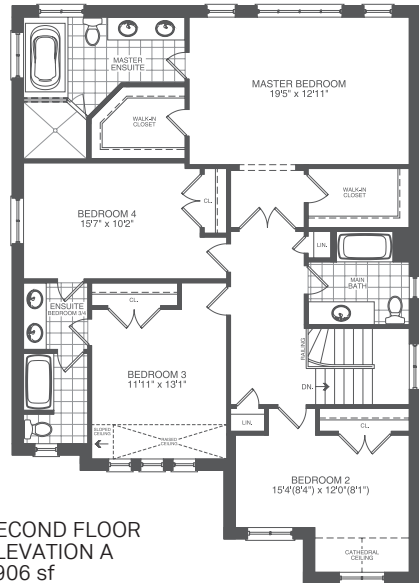 MASTER
ENSUITE
MASTER BEDROOM
19'5" x 12'11"
WALK-IN
CLOSET
WALK-IN
CLOSET
CL.
BEDROOM 4
15'7" x 10'2"
LIN.
MAIN
BATH
ENSUITE
BEDROOM 3/4
CL.
RAILING
BEDROOM 3
11'11" x 13'1"
DN.
SLOPED
CEILING
RAISED
CEILING
LIN.
CL.
BEDROOM 2
15'4'(8'4") x 12'0"(8'1")
CATHEDRAL
CEILING
ECOND FLOOR
LEVATION A
906 sf